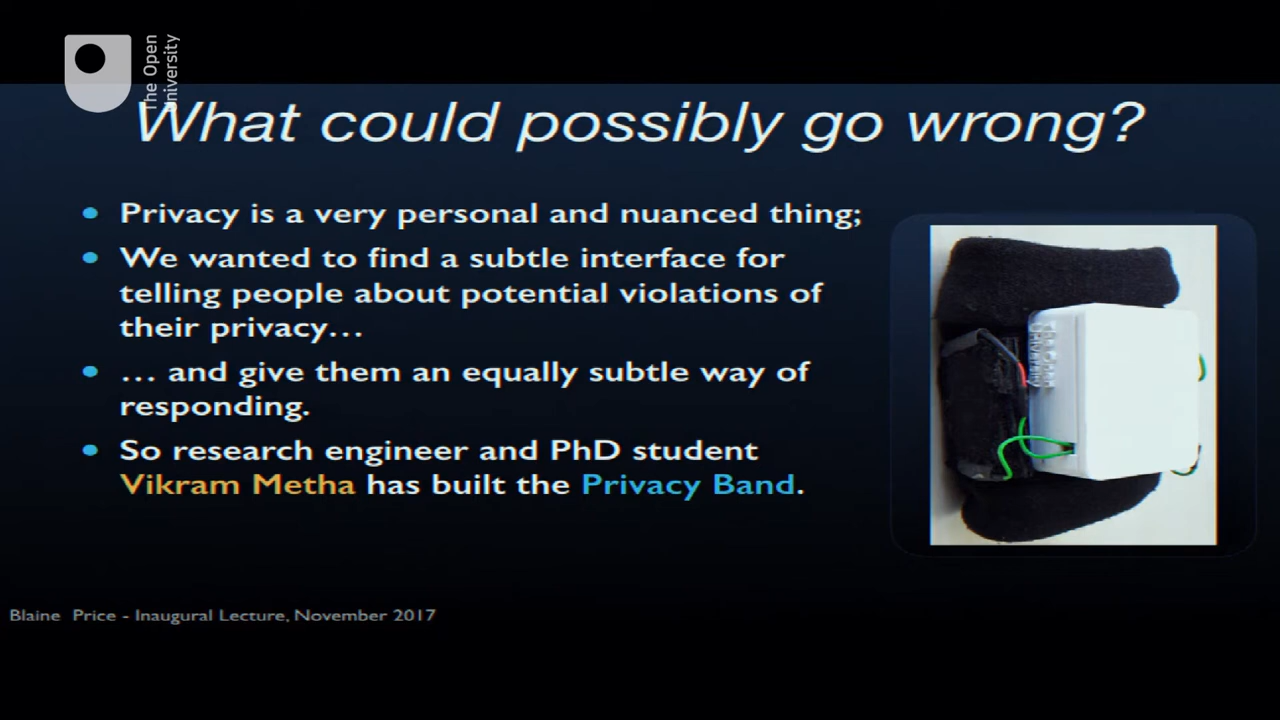 The Open
University
What could possibly go wrong?
Privacy is a very personal and nuanced thing;
We wanted to find a subtle interface for
telling people about potential violations of
their privacy…
… and give them an equally subtle way of
responding.
So research engineer and PhD student
Vikram Metha has built the Privacy Band.
The Open
University
Blaine Price - Inaugural Lecture, November 2017